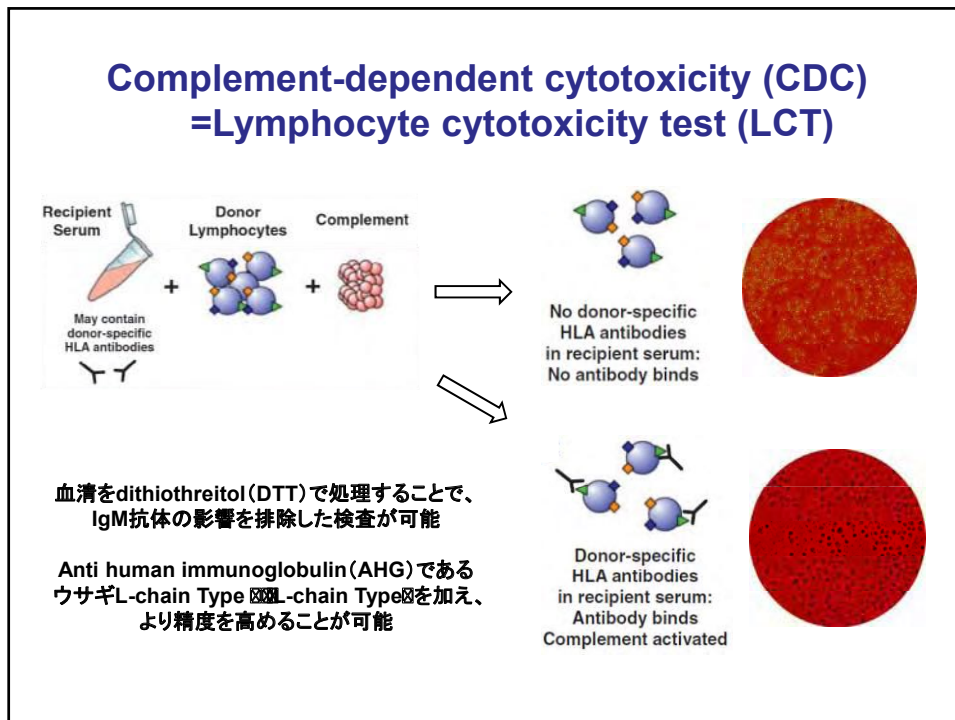 Complement-dependent cytotoxicity (CDC)
=Lymphocyte cytotoxicity test (LCT)
Recipient
Serum
May contain
donor-specific
HLA antibodies
+
Donor
Lymphocytes
+
Complement
No donor-specific
HLA antibodies
in recipient serum:
No antibody binds
血清をdithiothreitol(DTT)で処理することで、
IgM抗体の影響を排除した検査が可能
Anti human immunoglobulin(AHG)である
ウサギL-chain Type L-chain Typeを加え、
より精度を高めることが可能
Donor-specific
HLA antibodies
in recipient serum:
Antibody binds
Complement activated